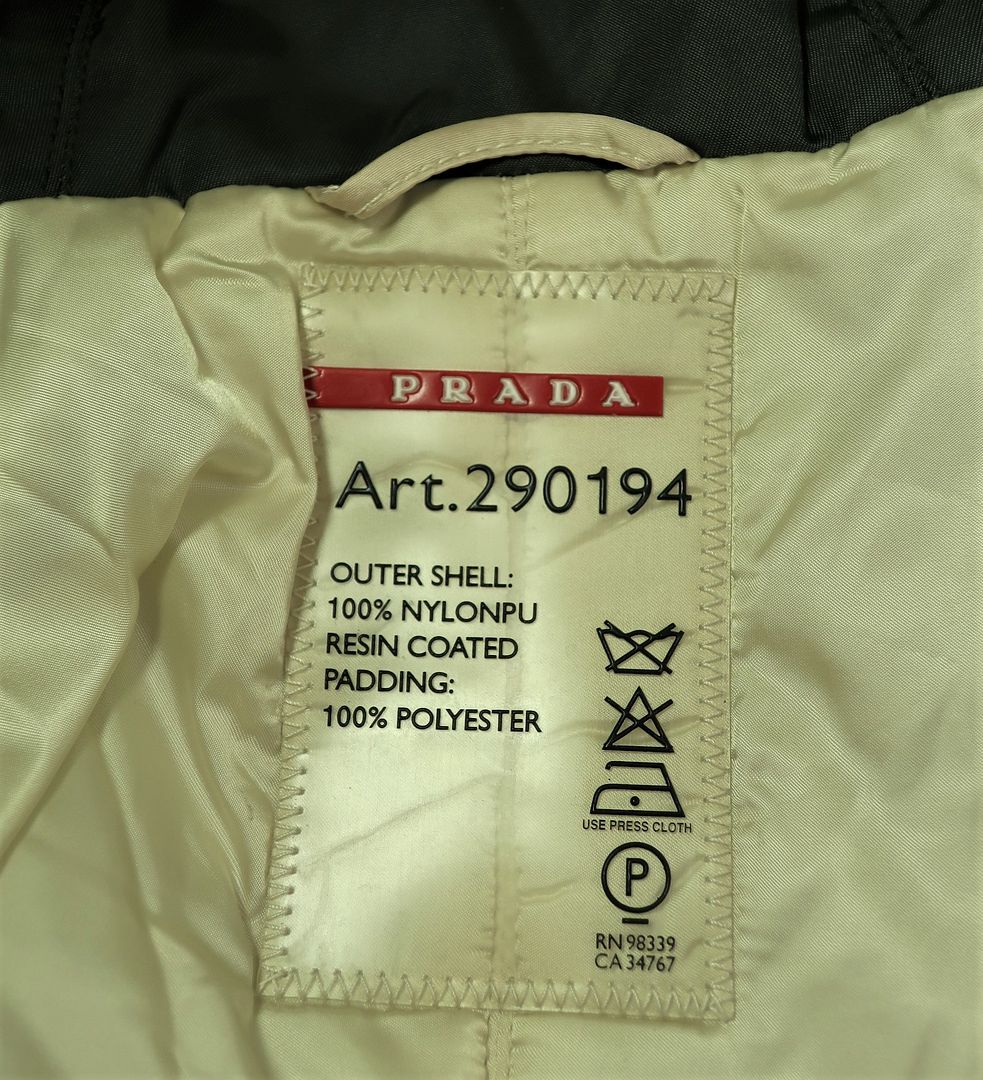 PRADA
Art.290194
OUTER SHELL:
100% NYLONPU
RESIN COATED
PADDING:
100% POLYESTER
USE PRESS CLOTH
P
RN 98339
CA 34767